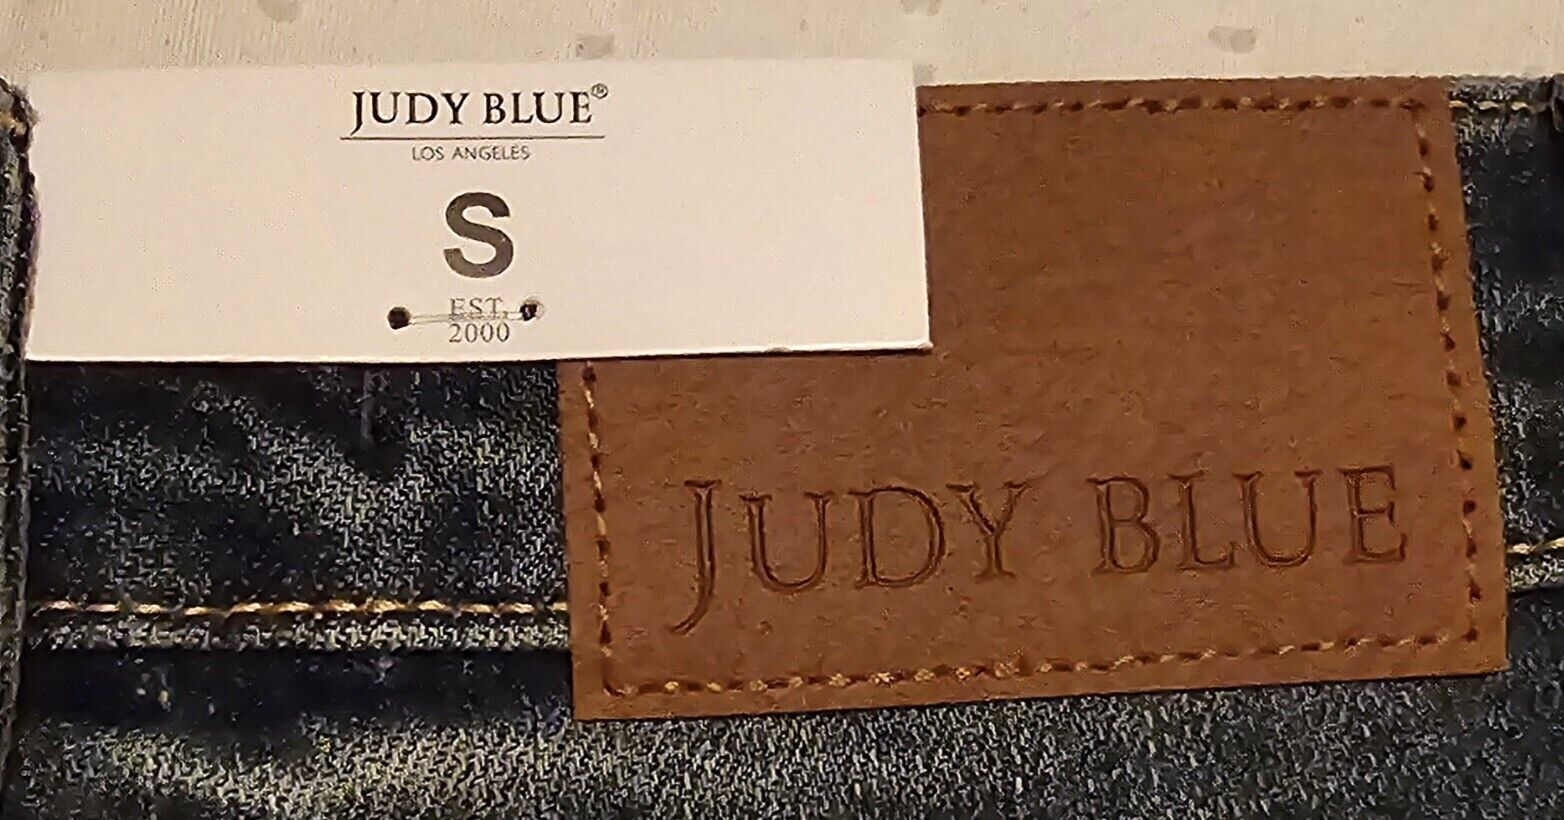 JUDY BLUE®
LOS ANGELES
S
EST.
2000
JUDY BLUE